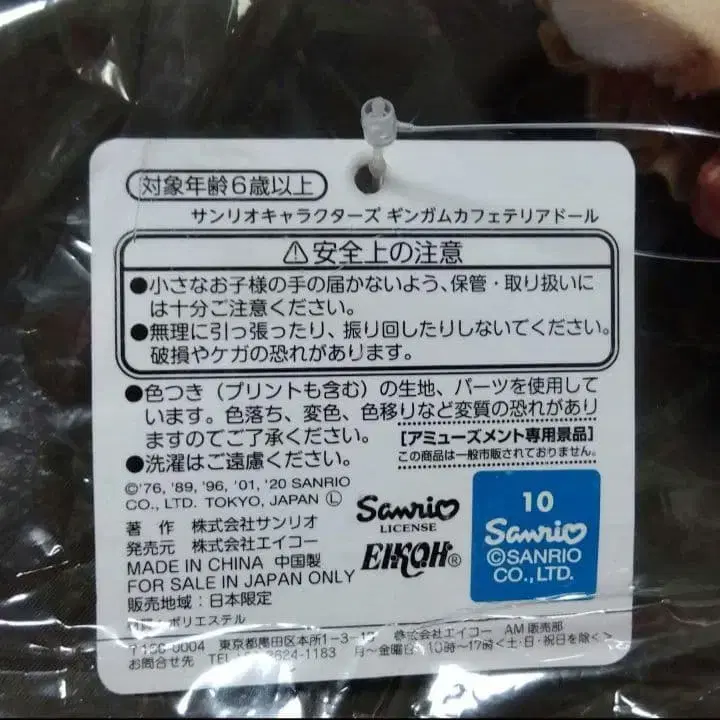 対象年齢6歳以上
サンリオキャラクターズ ギンガムカフェテリアドール
⚠安全上の注意
●小さなお子様の手の届かないよう、保管・取り扱いに
は十分ご注意ください。
●無理に引っ張ったり、振り回したりしないでください。
破損やケガの恐れがあります。
●色つき（プリントも含む）の生地、パーツを使用して
います。色落ち、変色、色移りなど変質の恐れがあり
ますのでご了承ください。
●洗濯はご遠慮ください。
【アミューズメント専用景品】
この商品は一般市販されておりません。
©'76, '89, '96, '01, '20 SANRIO
CO., LTD. TOKYO, JAPAN Ⓛ
著 作 株式会社サンリオ
発売元 株式会社エイコー
MADE IN CHINA 中国製
FOR SALE IN JAPAN ONLY
販売地域：日本限定
ポリエステル
Sanrio
LICENSE
EIKOH®
10
Sanrio
©SANRIO
CO., LTD.
東京都墨田区本所1-3- 株式会社エイコー AM販売部
お問合せ先 TEL 3624-1183 月～金曜日：10時～17時＜土・日・祝日を除く＞